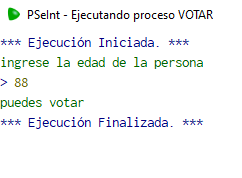 PSeInt - Ejecutando proceso VOTAR
*** Ejecución Iniciada. ***
ingrese la edad de la persona
> 88
puedes votar
*** Ejecución Finalizada. ***